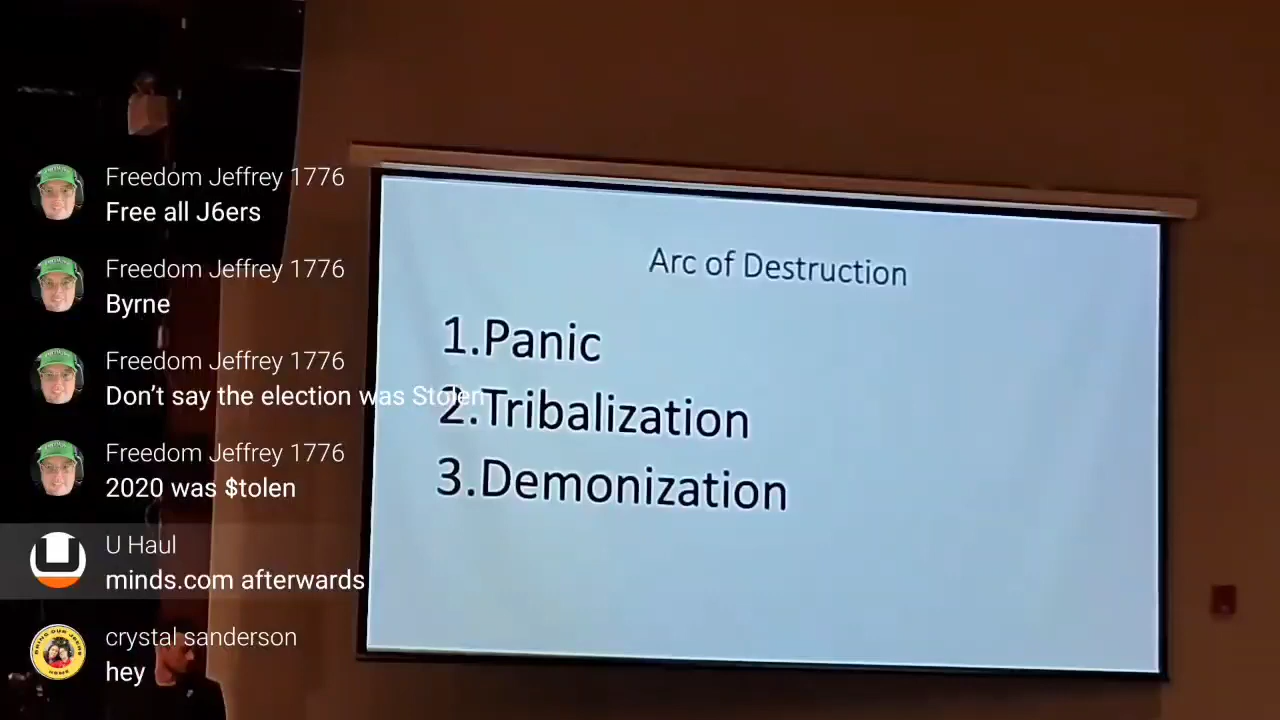 Freedom Jeffrey 1776
Free all J6ers
Freedom Jeffrey 1776
Byrne
Freedom Jeffrey 1776
Don’t say the election was Stolen
Freedom Jeffrey 1776
2020 was $tolen
U Haul
minds.com afterwards
crystal sanderson
hey
Arc of Destruction
1.Panic
2.Tribalization
3.Demonization